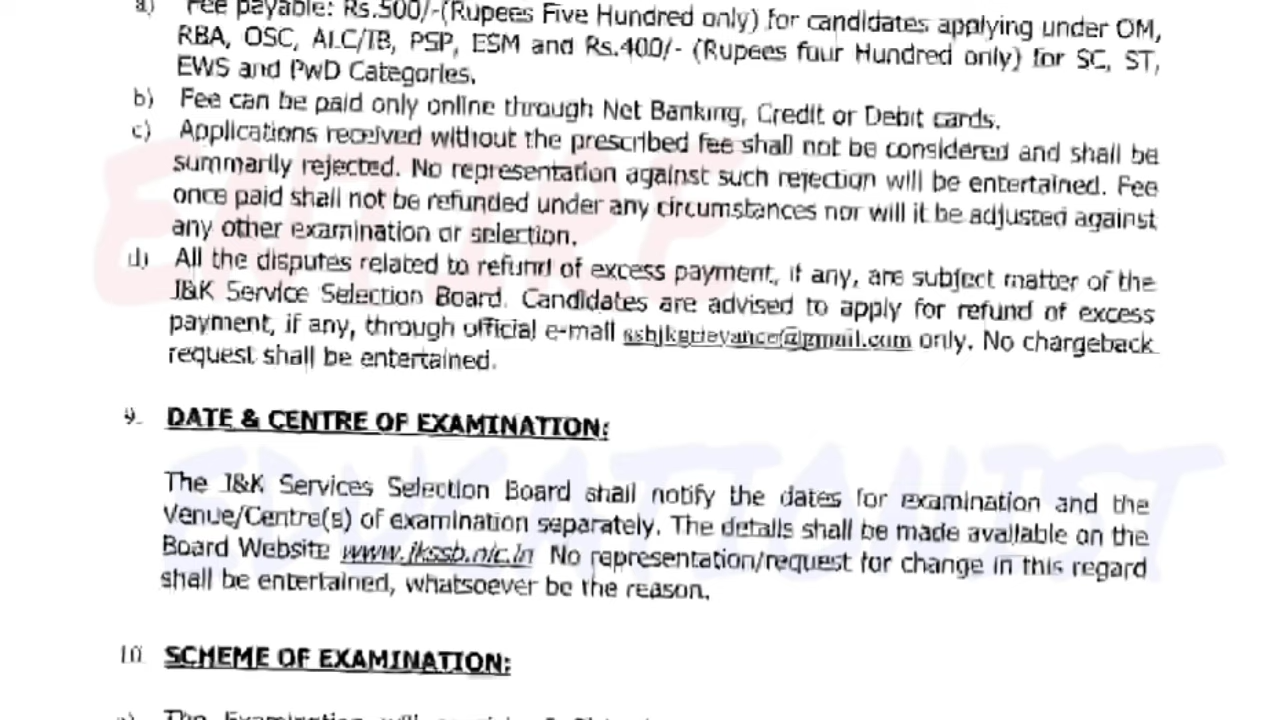 a) Fee payable: Rs.500/-(Rupees Five Hundred only) for candidates applying under OM,
RBA, OSC, ALC/IB, PSP, ESM and Rs.400/- (Rupees four Hundred only) for SC, ST,
EWS and PwD Categories.
b) Fee can be paid only online through Net Banking, Credit or Debit cards.
c) Applications received without the prescribed fee shall not be considered and shall be
summarily rejected. No representation against such rejection will be entertained. Fee
once paid shall not be refunded under any circumstances nor will it be adjusted against
any other examination or selection.
d) All the disputes related to refund of excess payment, if any, are subject matter of the
J&K Service Selection Board. Candidates are advised to apply for refund of excess
payment, if any, through official e-mail ssbjkgrievance@gmail.com only. No chargeback
request shall be entertained.
9. DATE & CENTRE OF EXAMINATION:
The J&K Services Selection Board shall notify the dates for examination and the
Venue/Centre(s) of examination separately. The details shall be made available on the
Board Website www.jkssb.nic.in No representation/request for change in this regard
shall be entertained, whatsoever be the reason.
10. SCHEME OF EXAMINATION:
EDUCATIONIST